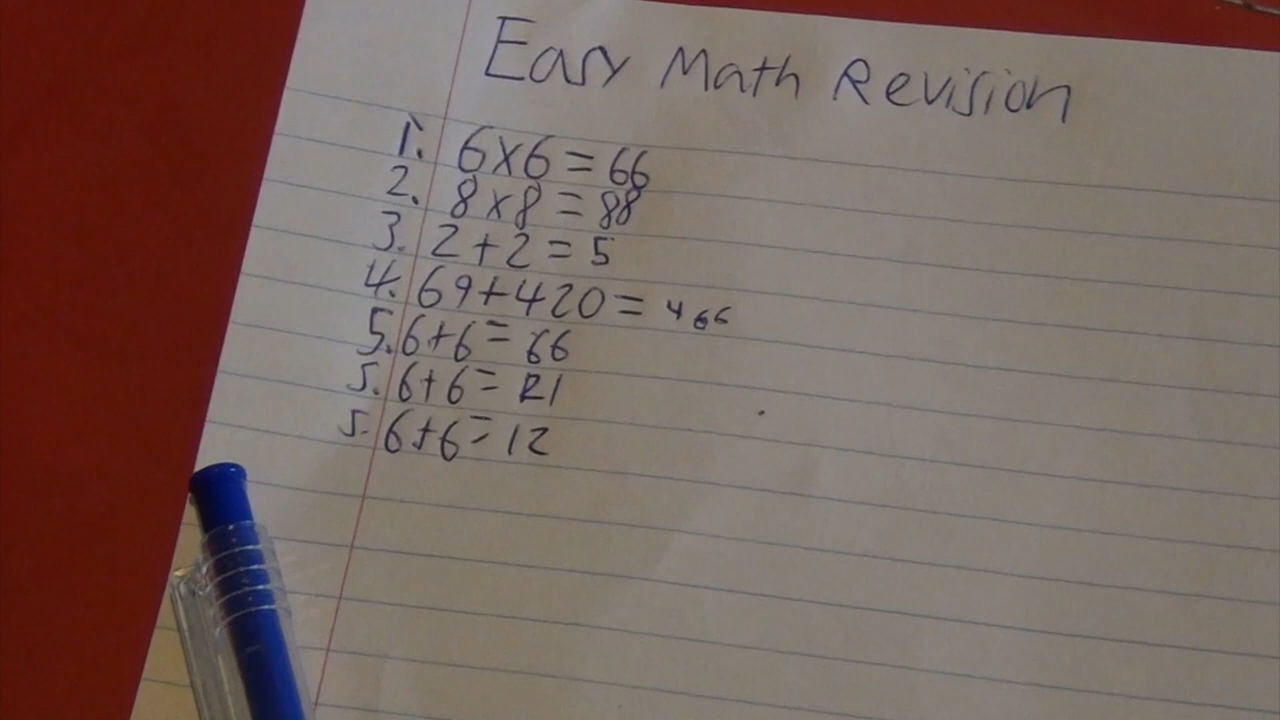 Easy Math Revision
1. 6x6 = 66
2. 8x8 = 88
3. 2+2 = 5
4. 69+420 = 466
5. 6+6 = 66
5. 6+6 = 21
5. 6+6 = 12